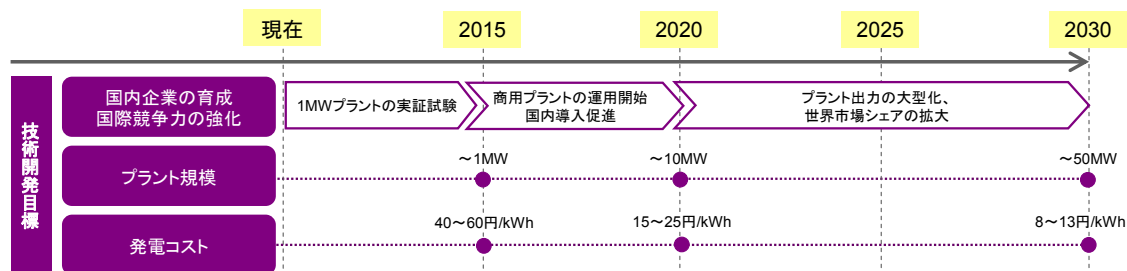 現在
2015
2020
2025
2030
技術開発目標
国内企業の育成
国際競争力の強化
1MWプラントの実証試験
商用プラントの運用開始
国内導入促進
プラント出力の大型化、
世界市場シェアの拡大
プラント規模
～1MW
～10MW
～50MW
発電コスト
40～60円/kWh
15～25円/kWh
8～13円/kWh